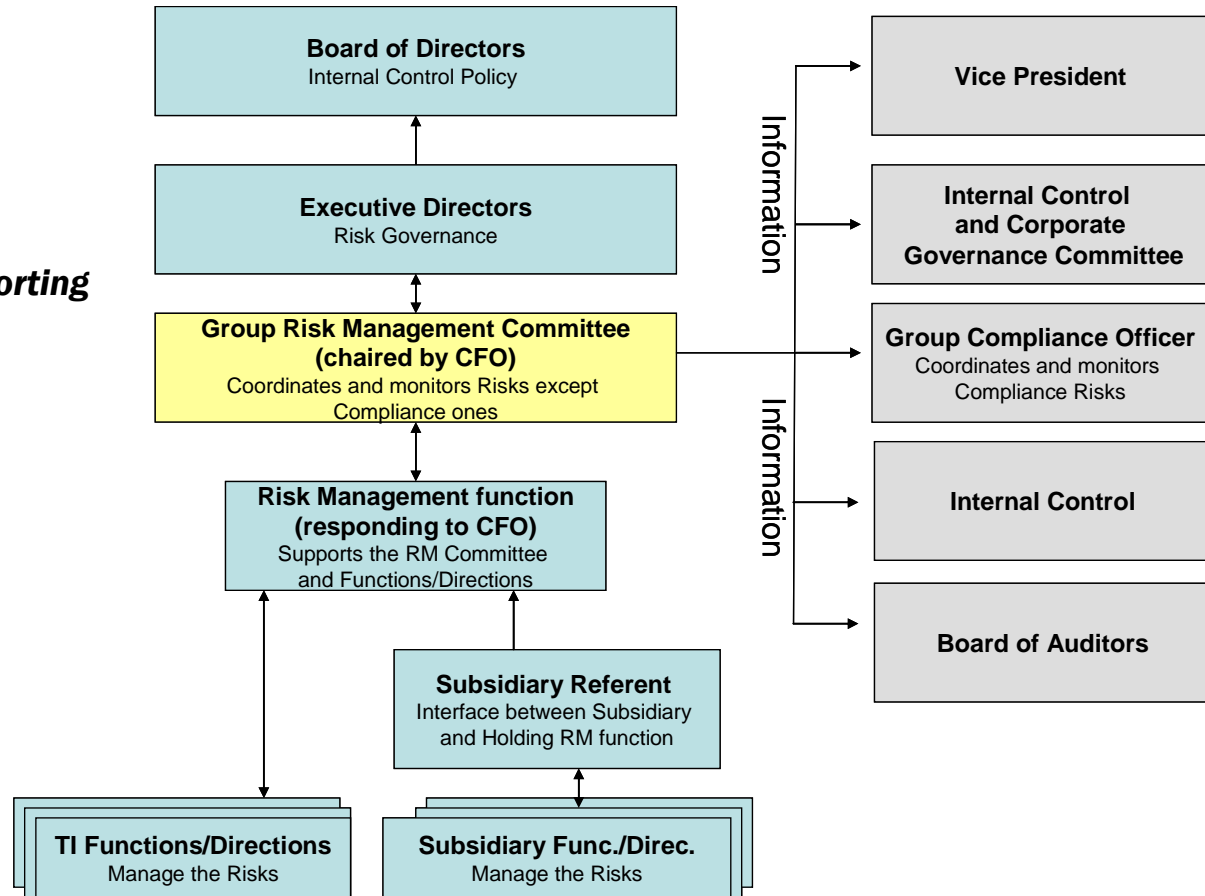 Board of Directors
Internal Control Policy
Executive Directors
Risk Governance
orting
Group Risk Management Committee
(chaired by CFO)
Coordinates and monitors Risks except
Compliance ones
Risk Management function
(responding to CFO)
Supports the RM Committee
and Functions/Directions
Subsidiary Referent
Interface between Subsidiary
and Holding RM function
TI Functions/Directions
Manage the Risks
Subsidiary Func./Direc.
Manage the Risks
Information
Information
Vice President
Internal Control
and Corporate
Governance Committee
Group Compliance Officer
Coordinates and monitors
Compliance Risks
Internal Control
Board of Auditors